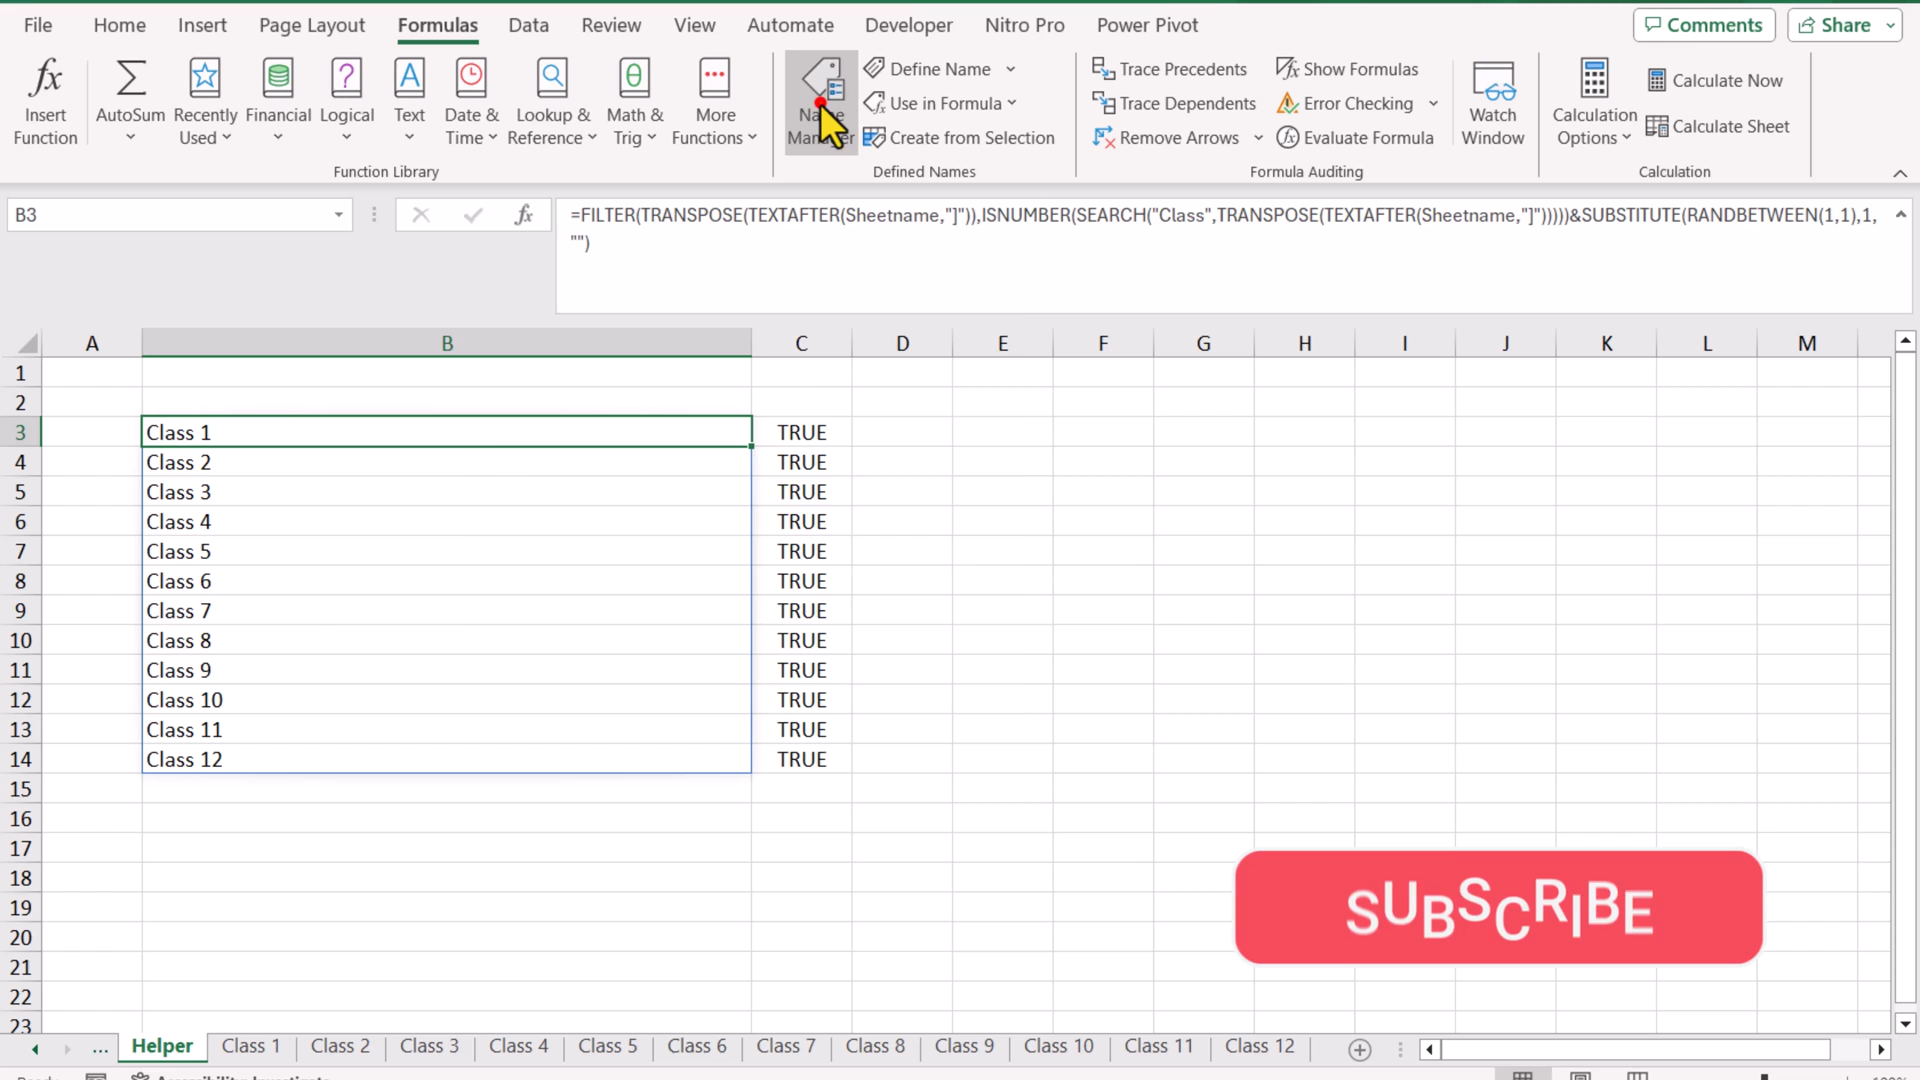 File Home Insert Page Layout Formulas Data Review View Automate Developer Nitro Pro Power Pivot Comments Share
Insert Function
AutoSum
Recently Used
Financial
Logical
Text
Date & Time
Lookup & Reference
Math & Trig
More Functions
Function Library
Name Manager
Define Name
Use in Formula
Create from Selection
Defined Names
Trace Precedents
Trace Dependents
Remove Arrows
Show Formulas
Error Checking
Evaluate Formula
Formula Auditing
Watch Window
Calculation Options
Calculate Now
Calculate Sheet
Calculation
B3
fx
=FILTER(TRANSPOSE(TEXTAFTER(Sheetname,"]")),ISNUMBER(SEARCH("Class",TRANSPOSE(TEXTAFTER(Sheetname,"]")))))&SUBSTITUTE(RANDBETWEEN(1,1),1,
"")
A B C D E F G H I J K L M
1
2
3 Class 1 TRUE
4 Class 2 TRUE
5 Class 3 TRUE
6 Class 4 TRUE
7 Class 5 TRUE
8 Class 6 TRUE
9 Class 7 TRUE
10 Class 8 TRUE
11 Class 9 TRUE
12 Class 10 TRUE
13 Class 11 TRUE
14 Class 12 TRUE
15
16
17
18
19
20
21
22
23
SUBSCRIBE
... Helper Class 1 Class 2 Class 3 Class 4 Class 5 Class 6 Class 7 Class 8 Class 9 Class 10 Class 11 Class 12